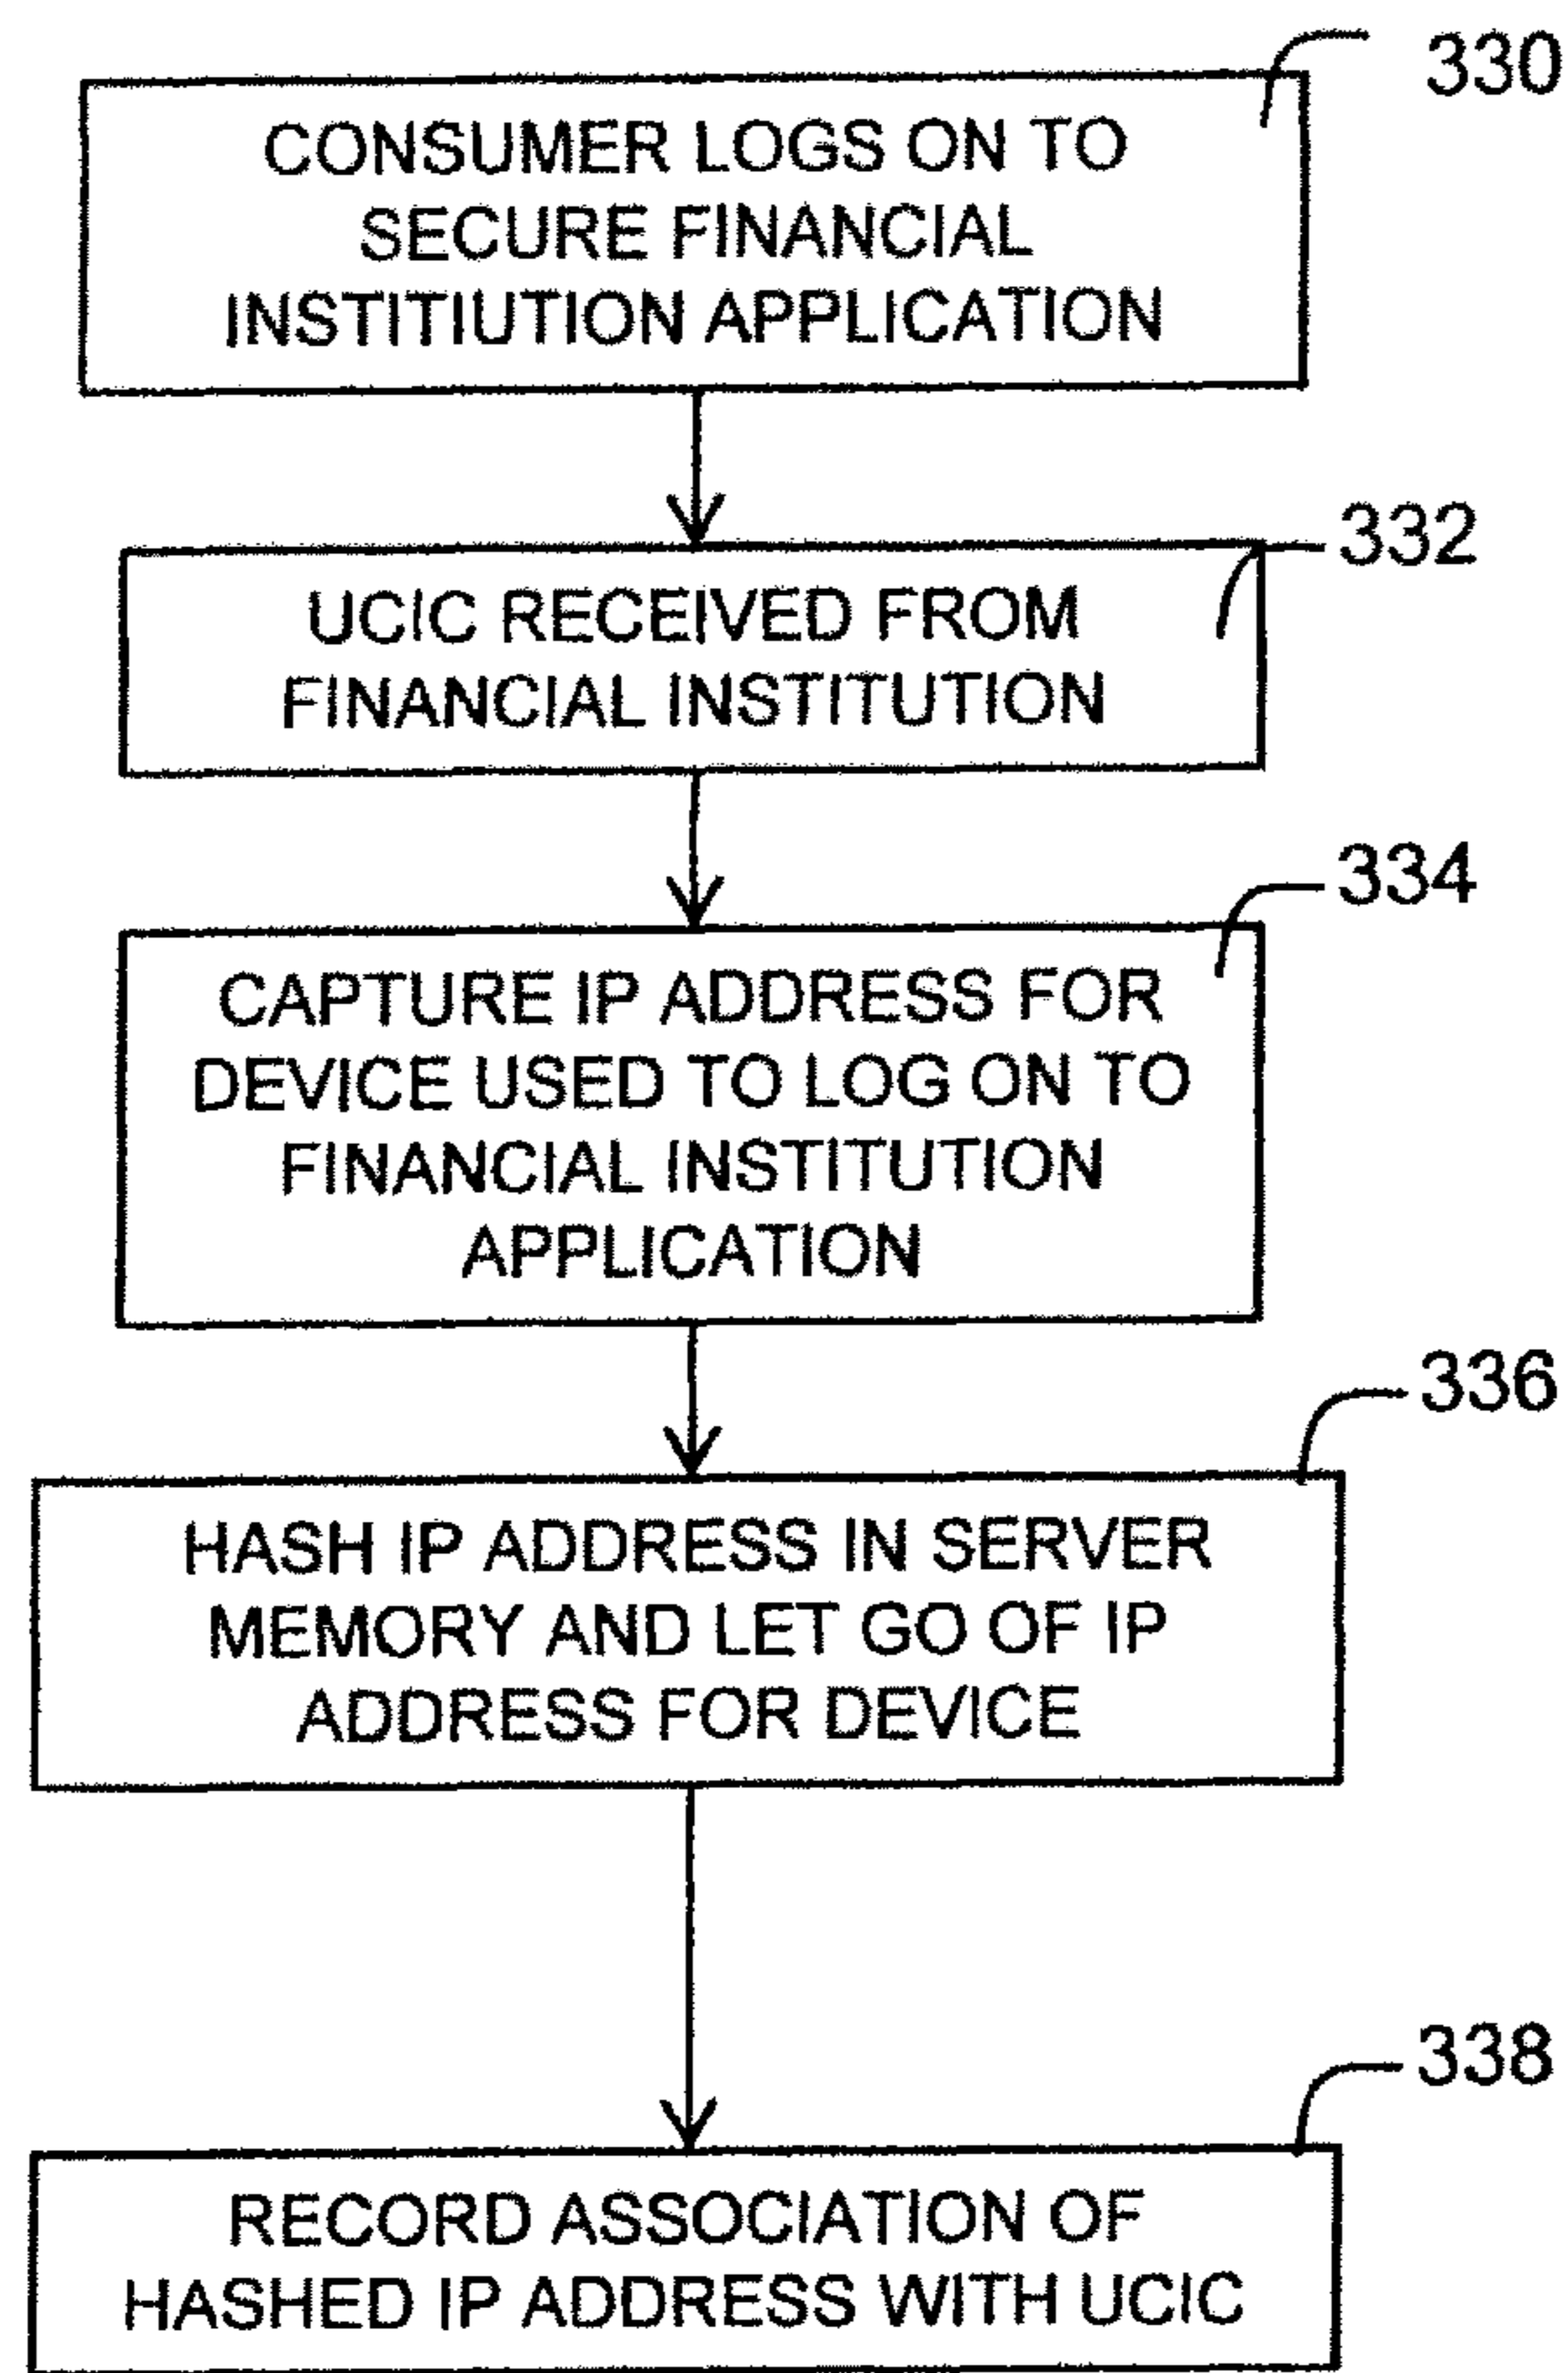 330
CONSUMER LOGS ON TO
SECURE FINANCIAL
INSTITIUTION APPLICATION
332
UCIC RECEIVED FROM
FINANCIAL INSTITUTION
334
CAPTURE IP ADDRESS FOR
DEVICE USED TO LOG ON TO
FINANCIAL INSTITUTION
APPLICATION
336
HASH IP ADDRESS IN SERVER
MEMORY AND LET GO OF IP
ADDRESS FOR DEVICE
338
RECORD ASSOCIATION OF
HASHED IP ADDRESS WITH UCIC